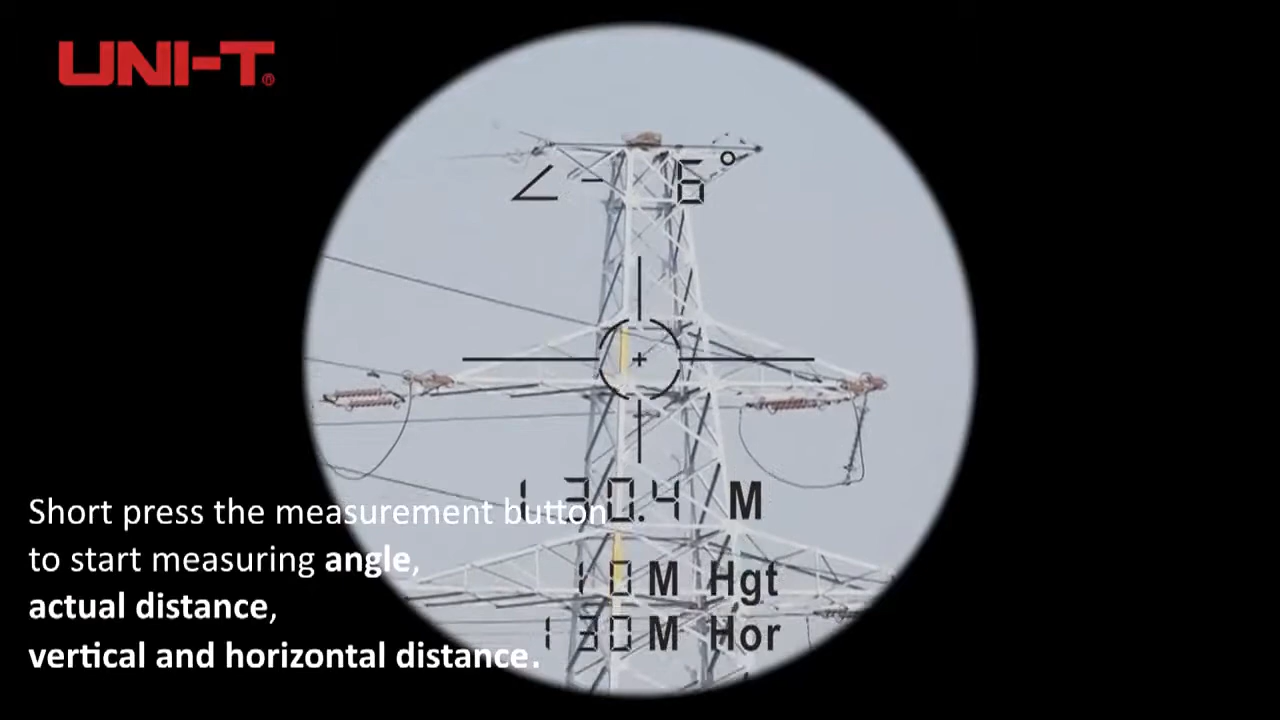 UNI-T®
∠- 6°
130.4 M
10 M Hgt
130 M Hor
Short press the measurement button
to start measuring angle,
actual distance,
vertical and horizontal distance.